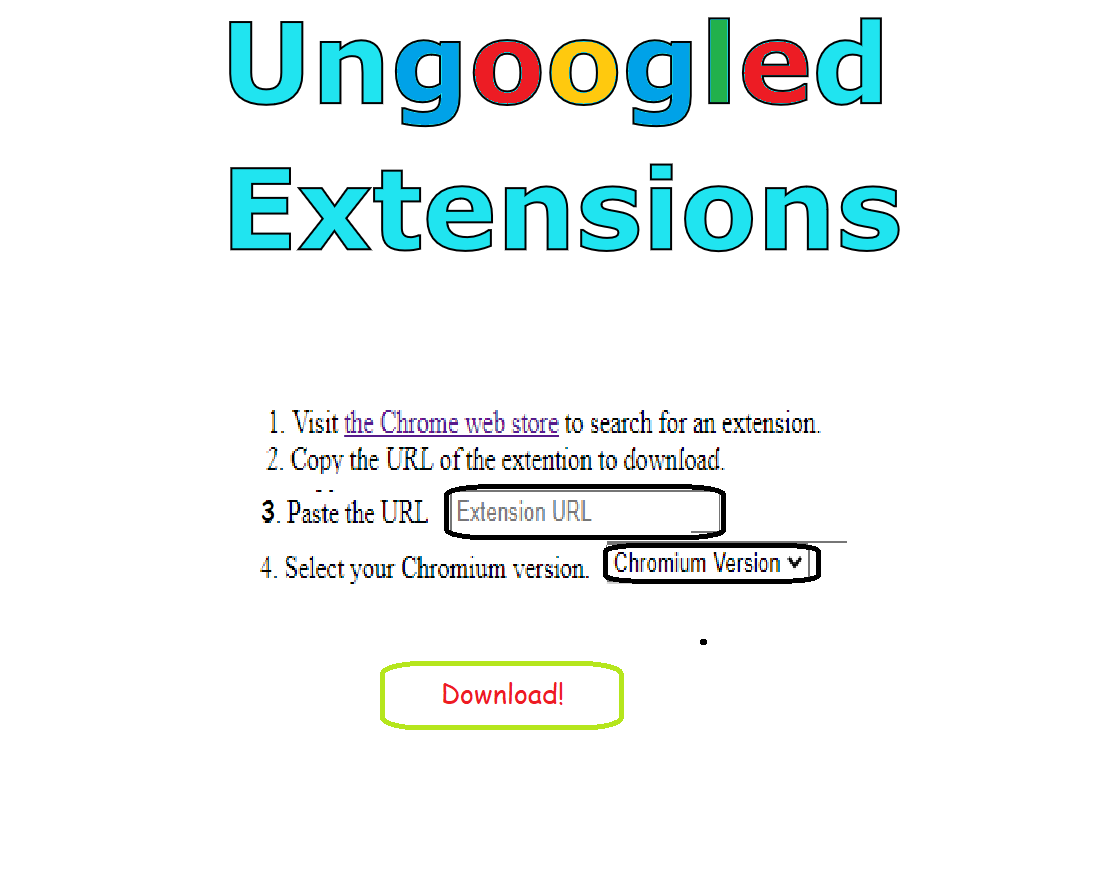 Ungoogled
Extensions
1. Visit the Chrome web store to search for an extension.
2. Copy the URL of the extention to download.
3. Paste the URL Extension URL
4. Select your Chromium version. Chromium Version
Download!